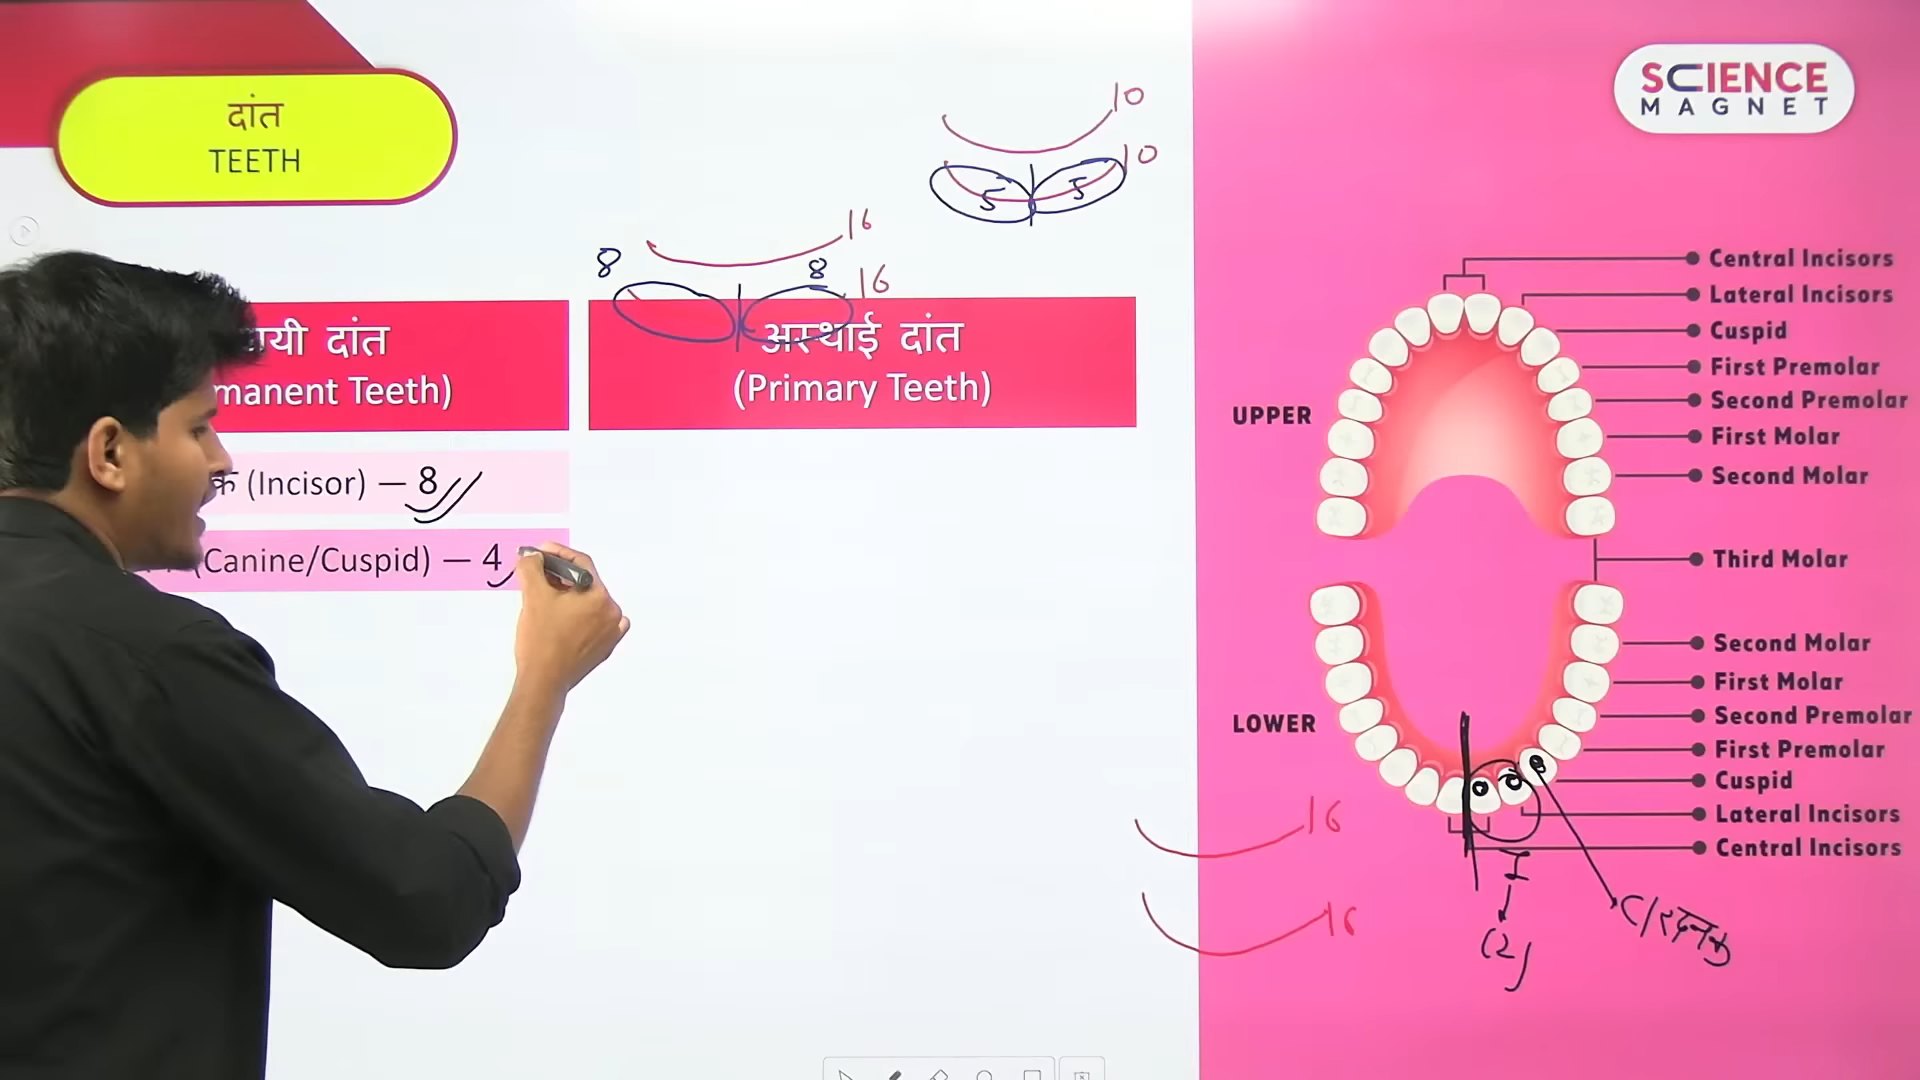 दांत
TEETH
SCIENCE
MAGNET
10
10
5 5
16
8 8
16
यी दांत
manent Teeth)
अस्थाई दांत
(Primary Teeth)
क (Incisor) – 8
(Canine/Cuspid) – 4
UPPER
Central Incisors
Lateral Incisors
Cuspid
First Premolar
Second Premolar
First Molar
Second Molar
Third Molar
LOWER
Second Molar
First Molar
Second Premolar
First Premolar
Cuspid
Lateral Incisors
Central Incisors
16
16
I
(2)
C/रदनक